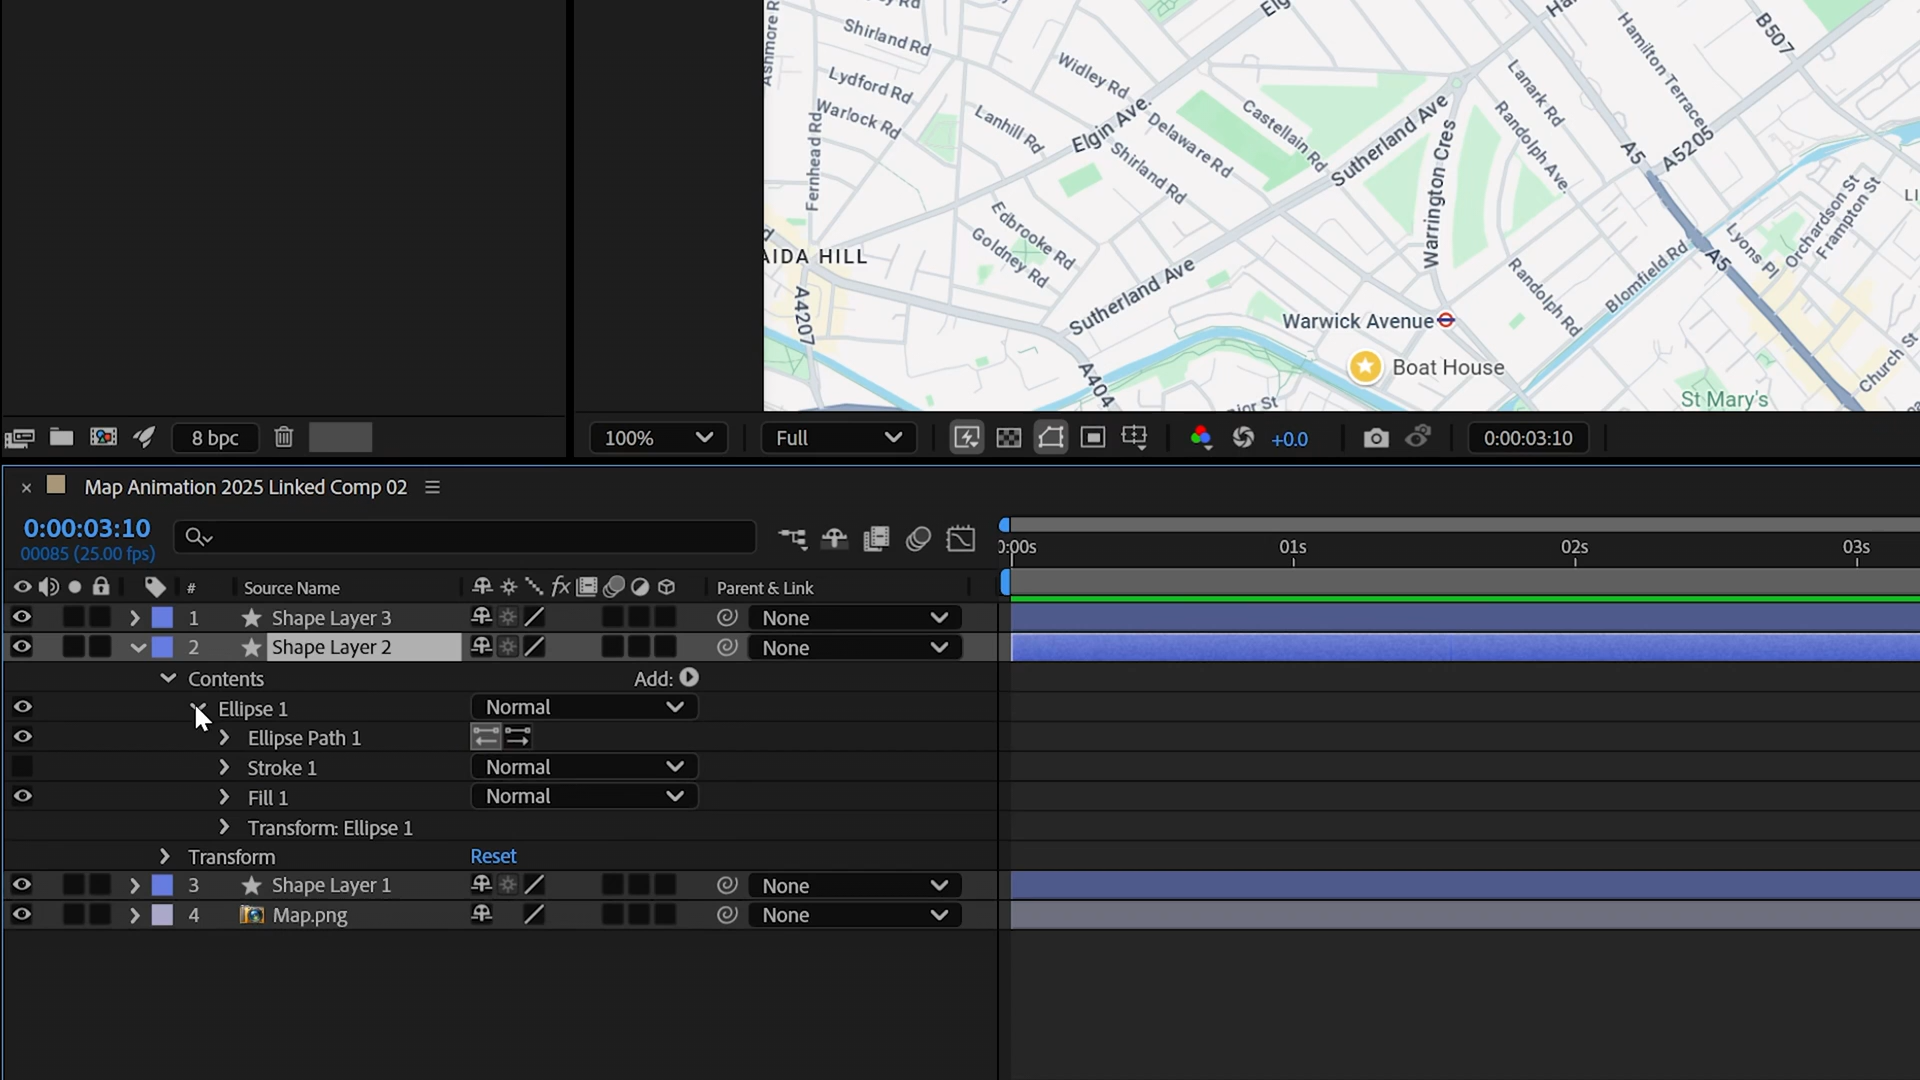 Ashmore R
Shirland Rd
Lydford Rd
Warlock Rd
Fernhead Rd
Lanhill Rd
Widley Rd
Elgin Ave
Delaware Rd
Shirland Rd
Castellain Rd
Sutherland Ave
Warrington Cres
Lanark Rd
Randolph Ave.
Hamilton Terrace
B507
A5
A5205
Edbrooke Rd
Goldney Rd
AIDA HILL
A4207
Sutherland Ave
A404
Warwick Avenue
Boat House
Randolph Rd
Blomfield Rd
Lyons Pl
A5
Orchardson St
Frampton St
Church St
St Mary's
8 bpc
100%
Full
+0.0
0:00:03:10
Map Animation 2025 Linked Comp 02
0:00:03:10
00085 (25.00 fps)
0:00s 01s 02s 03s
# Source Name fx Parent & Link
1 Shape Layer 3 None
2 Shape Layer 2 None
Contents Add:
Ellipse 1 Normal
Ellipse Path 1
Stroke 1 Normal
Fill 1 Normal
Transform: Ellipse 1
Transform Reset
3 Shape Layer 1 None
4 Map.png None